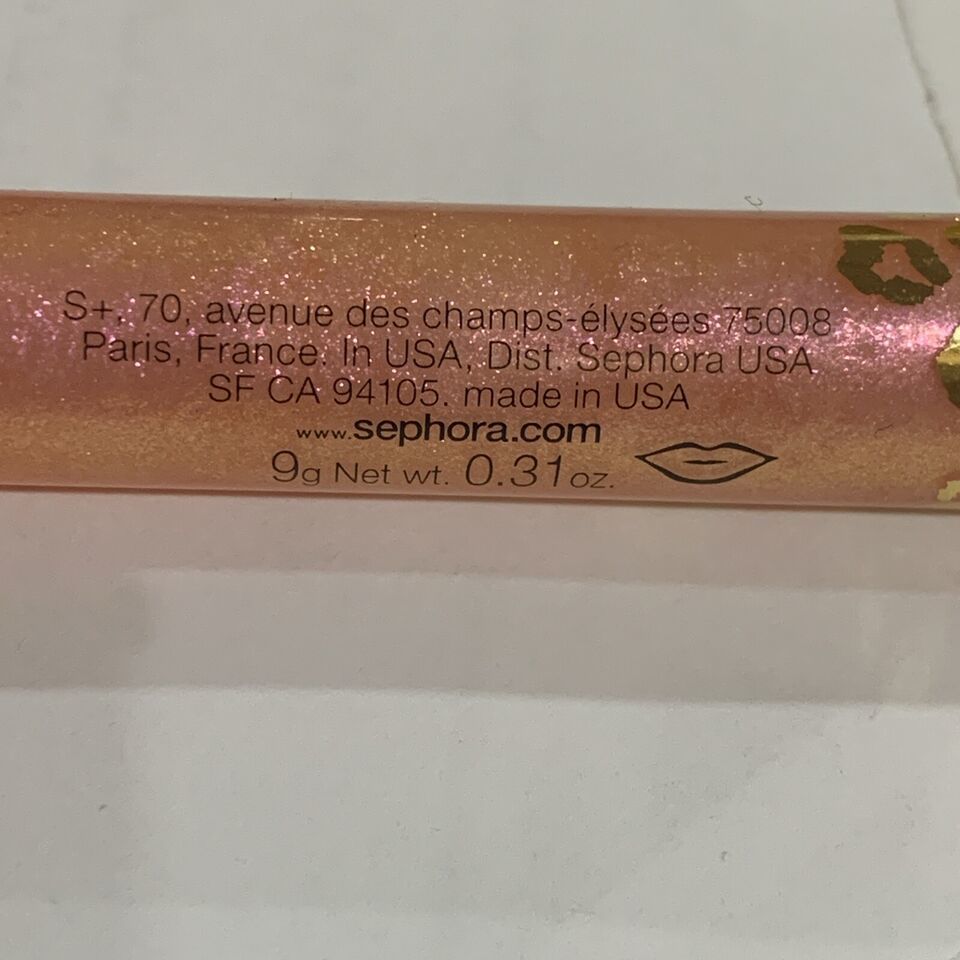 S+, 70, avenue des champs-élysées 75008
Paris, France. In USA, Dist. Sephora USA
SF CA 94105. made in USA
www.sephora.com
9g Net wt. 0.31oz.